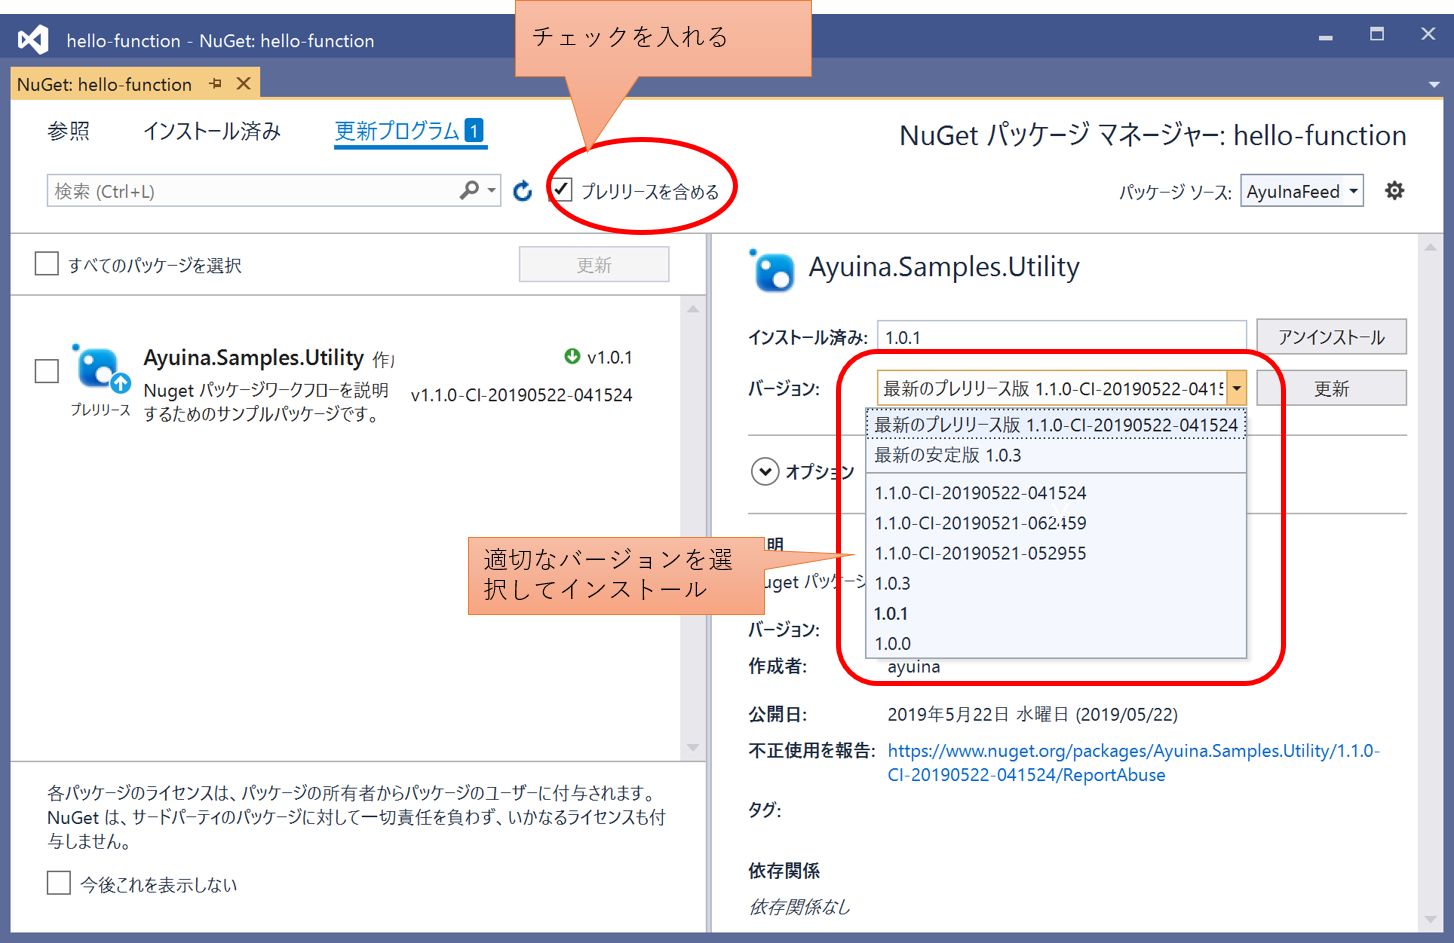 チェックを入れる
hello-function - NuGet: hello-function
NuGet: hello-function
参照 インストール済み 更新プログラム 1
NuGet パッケージ マネージャー: hello-function
検索 (Ctrl+L)
プレリリースを含める
パッケージ ソース: AyuInaFeed
すべてのパッケージを選択
更新
Ayuina.Samples.Utility 作
v1.0.1
Nuget パッケージワークフローを説明
するためのサンプルパッケージです。
v1.1.0-CI-20190522-041524
プレリリース
各パッケージのライセンスは、パッケージの所有者からパッケージのユーザーに付与されます。
NuGet は、サードパーティのパッケージに対して一切責任を負わず、いかなるライセンスも付
与しません。
今後これを表示しない
Ayuina.Samples.Utility
インストール済み: 1.0.1 アンインストール
バージョン: 最新のプレリリース版 1.1.0-CI-20190522-0415 更新
最新のプレリリース版 1.1.0-CI-20190522-041524
最新の安定版 1.0.3
オプション
1.1.0-CI-20190522-041524
1.1.0-CI-20190521-062459
1.1.0-CI-20190521-052955
1.0.3
1.0.1
1.0.0
適切なバージョンを選
択してインストール
明
uget パッケージ
バージョン:
作成者: ayuina
公開日: 2019年5月22日 水曜日 (2019/05/22)
不正使用を報告: https://www.nuget.org/packages/Ayuina.Samples.Utility/1.1.0-
CI-20190522-041524/ReportAbuse
タグ:
依存関係
依存関係なし